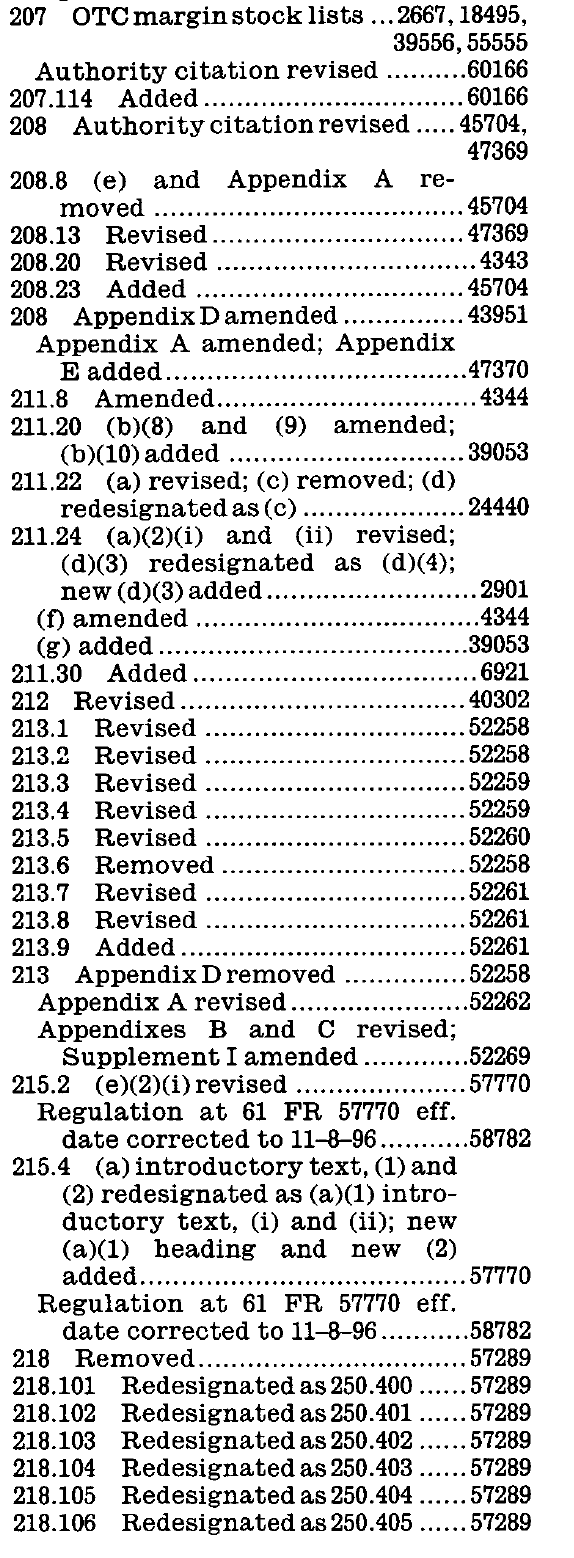 207 OTC margin stock lists ...2667, 18495,
39556, 55555
Authority citation revised ..........60166
207.114 Added ..................................60166
208 Authority citation revised ..... 45704,
47369
208.8 (e) and Appendix A re-
moved .........................................45704
208.13 Revised..................................47369
208.20 Revised ...................................4343
208.23 Added ...................................45704
208 Appendix D amended ................43951
Appendix A amended; Appendix
E added........................................47370
211.8 Amended....................................4344
211.20 (b)(8) and (9) amended;
(b)(10) added ................................39053
211.22 (a) revised; (c) removed; (d)
redesignated as (c) ......................24440
211.24 (a)(2)(i) and (ii) revised;
(d)(3) redesignated as (d)(4);
new (d)(3) added............................2901
(f) amended .....................................4344
(g) added .........................................39053
211.30 Added .....................................6921
212 Revised.......................................40302
213.1 Revised ...................................52258
213.2 Revised ...................................52258
213.3 Revised ...................................52259
213.4 Revised ...................................52259
213.5 Revised ...................................52260
213.6 Removed .................................52258
213.7 Revised ...................................52261
213.8 Revised ...................................52261
213.9 Added ......................................52261
213 Appendix D removed ................52258
Appendix A revised........................52262
Appendixes B and C revised;
Supplement I amended .............52269
215.2 (e)(2)(i) revised .......................57770
Regulation at 61 FR 57770 eff.
date corrected to 11–8–96...........58782
215.4 (a) introductory text, (1) and
(2) redesignated as (a)(1) intro-
ductory text, (i) and (ii); new
(a)(1) heading and new (2)
added............................................57770
Regulation at 61 FR 57770 eff.
date corrected to 11–8–96...........58782
218 Removed.....................................57289
218.101 Redesignated as 250.400 ......57289
218.102 Redesignated as 250.401 ......57289
218.103 Redesignated as 250.402 ......57289
218.104 Redesignated as 250.403 ......57289
218.105 Redesignated as 250.404 ......57289
218.106 Redesignated as 250.405 ......57289